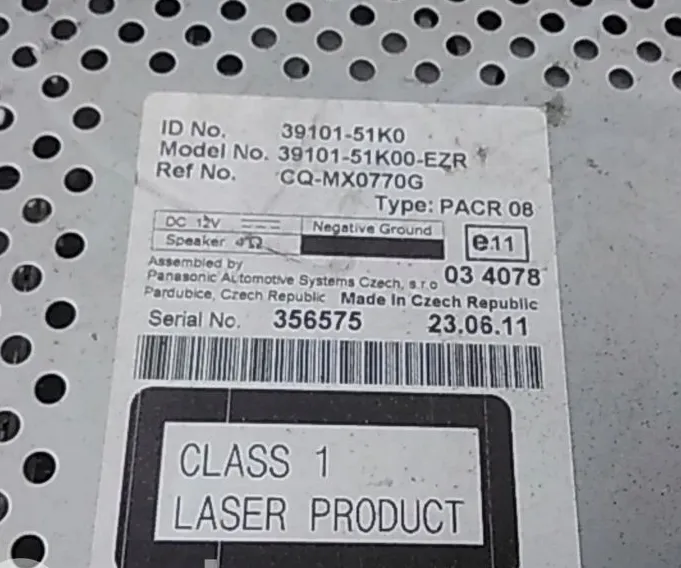 ID No. 39101-51K0
Model No. 39101-51K00-EZR
Ref No. CQ-MX0770G
Type: PACR 08
DC 12V Negative Ground
Speaker 4Ω
e11
Assembled by
Panasonic Automotive Systems Czech, s.r.o 03 4078
Pardubice, Czech Republic Made in Czech Republic
Serial No. 356575 23.06.11
CLASS 1
LASER PRODUCT